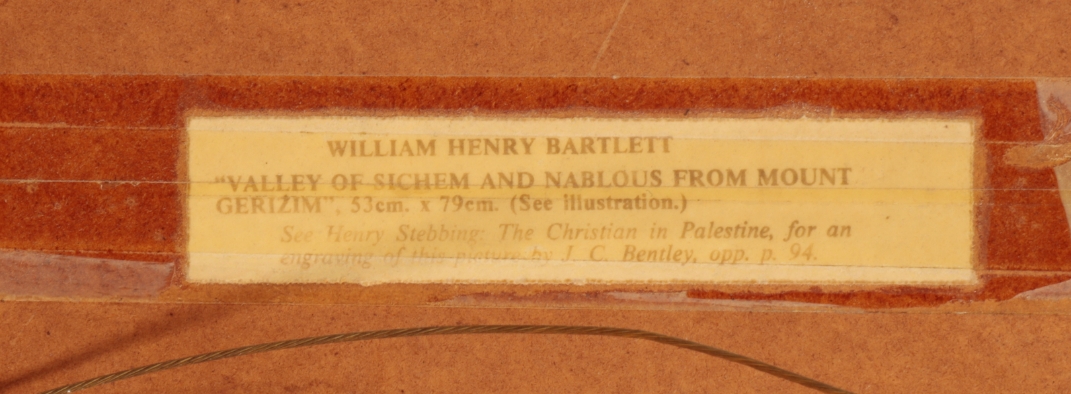 WILLIAM HENRY BARTLETT
"VALLEY OF SICHEM AND NABLOUS FROM MOUNT
GERIZIM", 53cm. x 79cm. (See illustration.)
See Henry Stebbing: The Christian in Palestine, for an
engraving of this picture by J. C. Bentley, opp. p. 94.